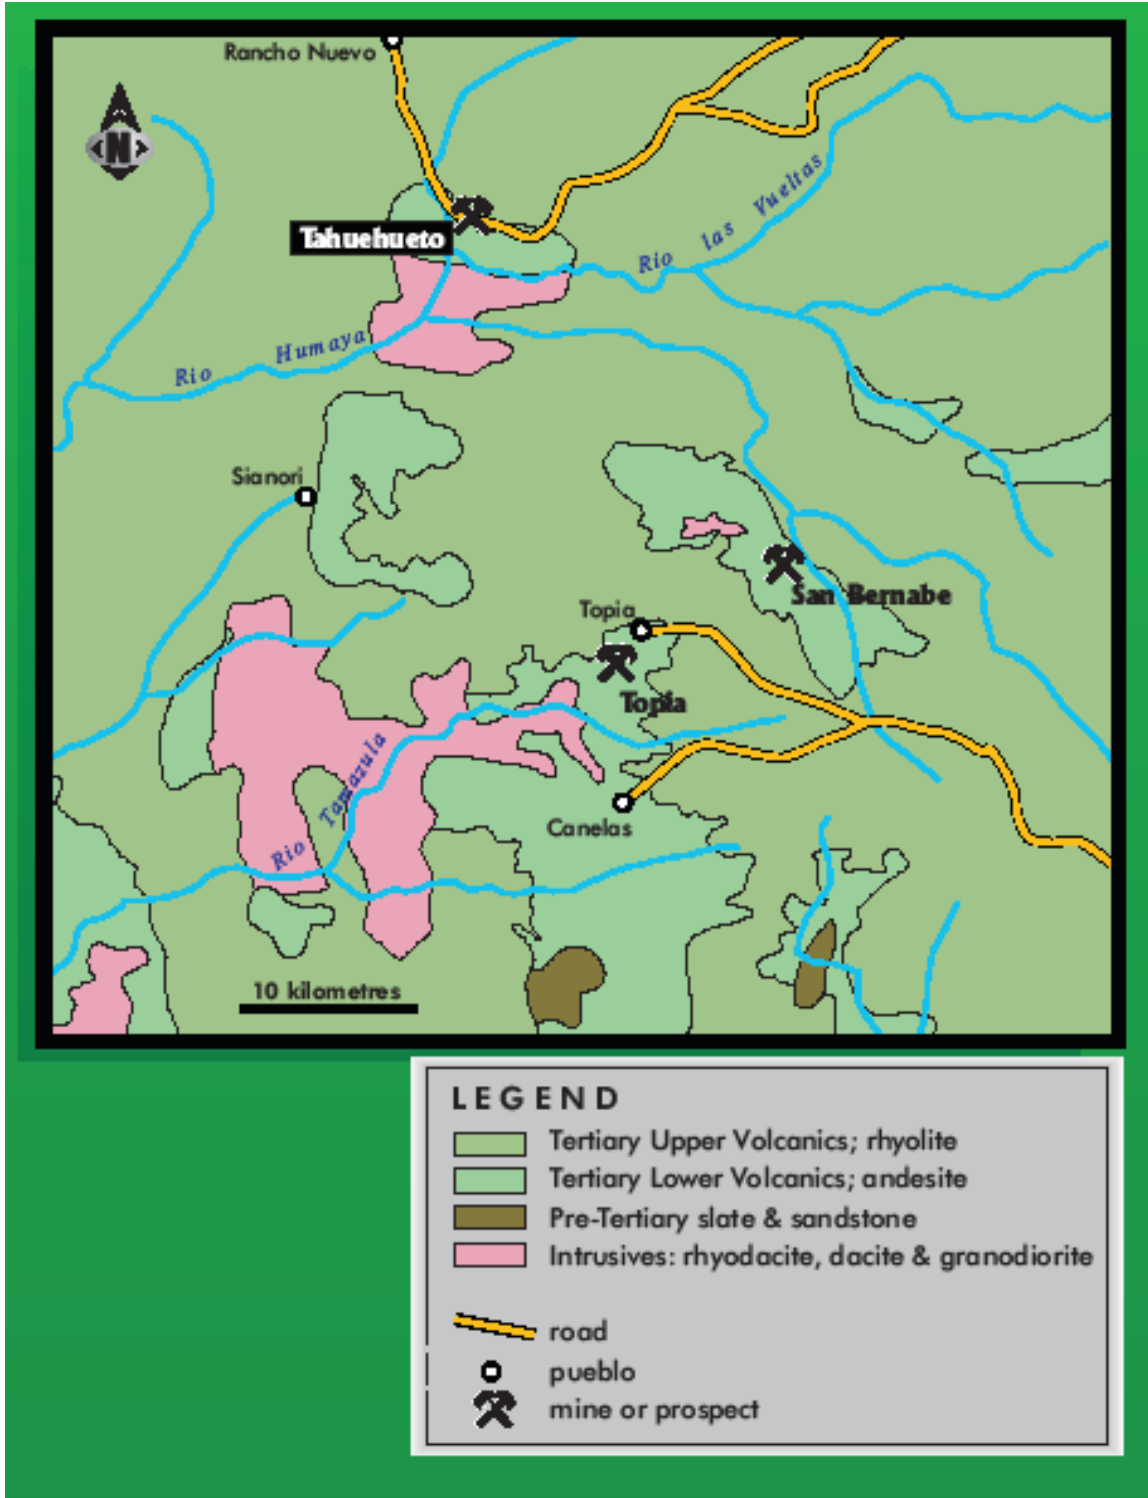 Rancho Nuevo
N
Tahuehueto
Rio las Vueltas
Rio Humaya
Sianori
San Bernabe
Topia
Topia
Rio Tamazula
Canelas
10 kilometres
LEGEND
Tertiary Upper Volcanics; rhyolite
Tertiary Lower Volcanics; andesite
Pre-Tertiary slate & sandstone
Intrusives: rhyodacite, dacite & granodiorite
road
pueblo
mine or prospect